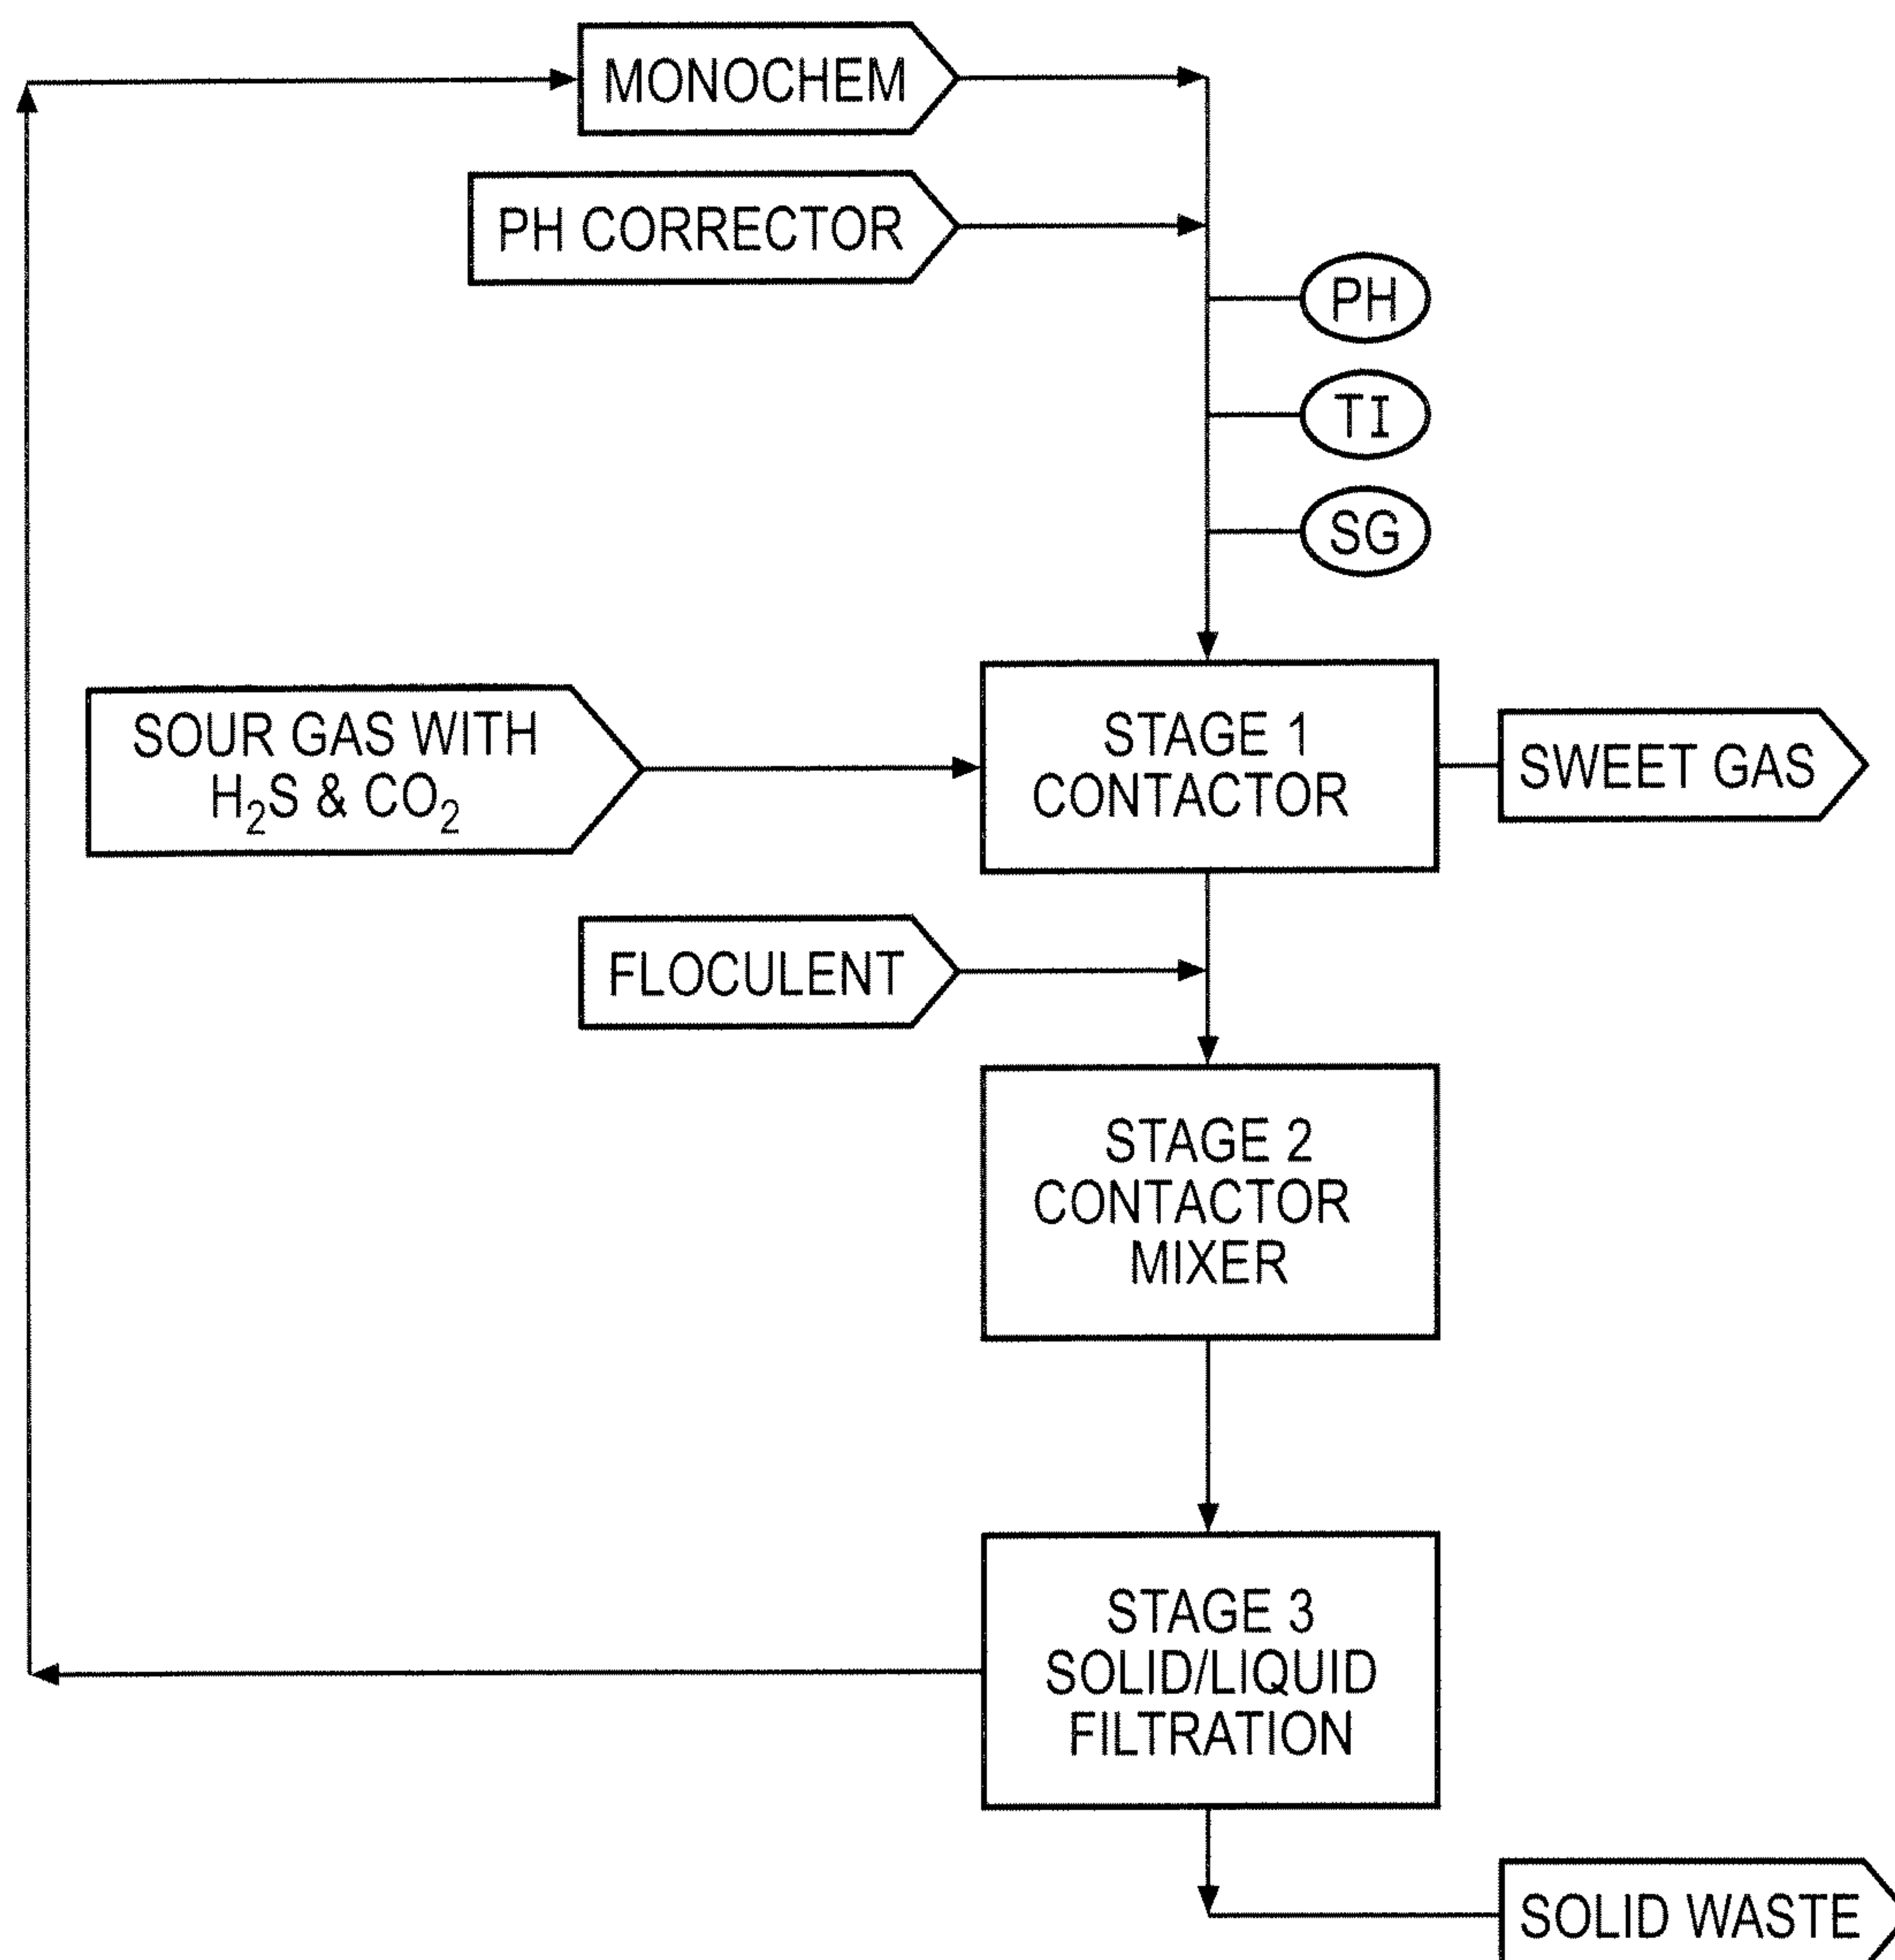 MONOCHEM
PH CORRECTOR
PH
TI
SG
SOUR GAS WITH
H₂S & CO₂
STAGE 1
CONTACTOR
SWEET GAS
FLOCULENT
STAGE 2
CONTACTOR
MIXER
STAGE 3
SOLID/LIQUID
FILTRATION
SOLID WASTE